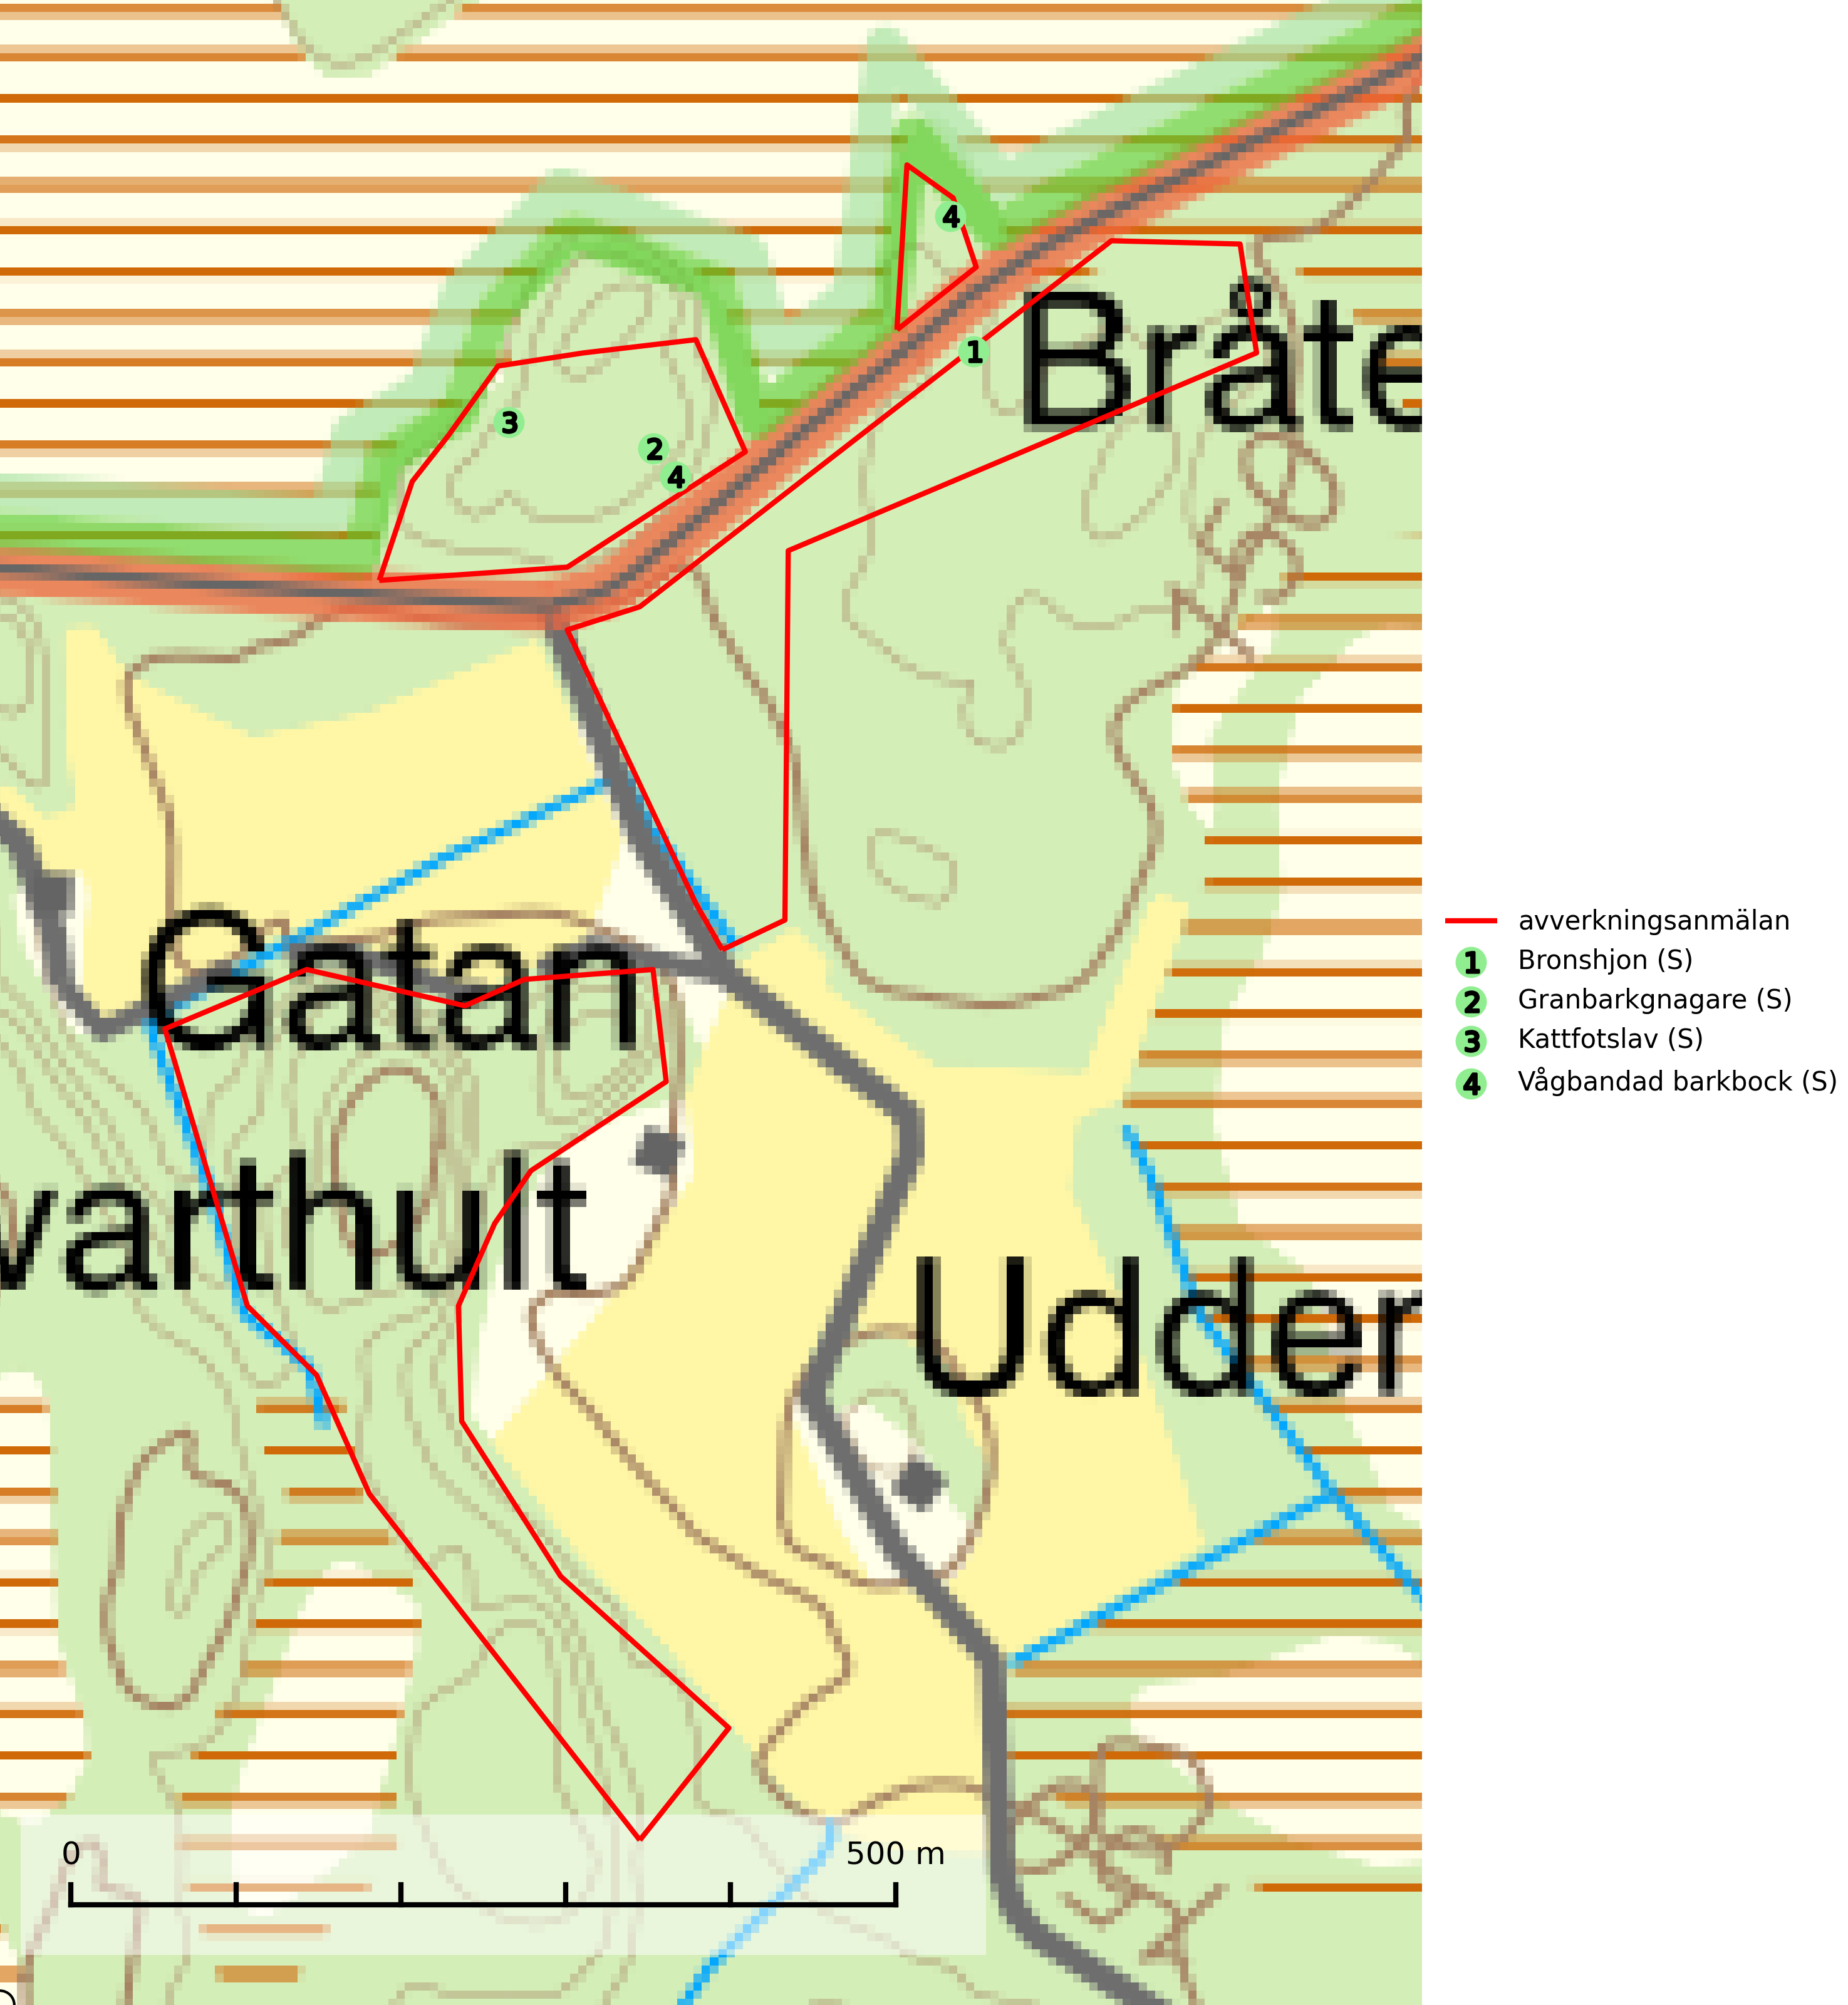 4
Bråte
1
3
2
4
Gatan
varthult
Udder
0 500 m
avverkningsanmälan
1 Bronshjon (S)
2 Granbarkgnagare (S)
3 Kattfotslav (S)
4 Vågbandad barkbock (S)